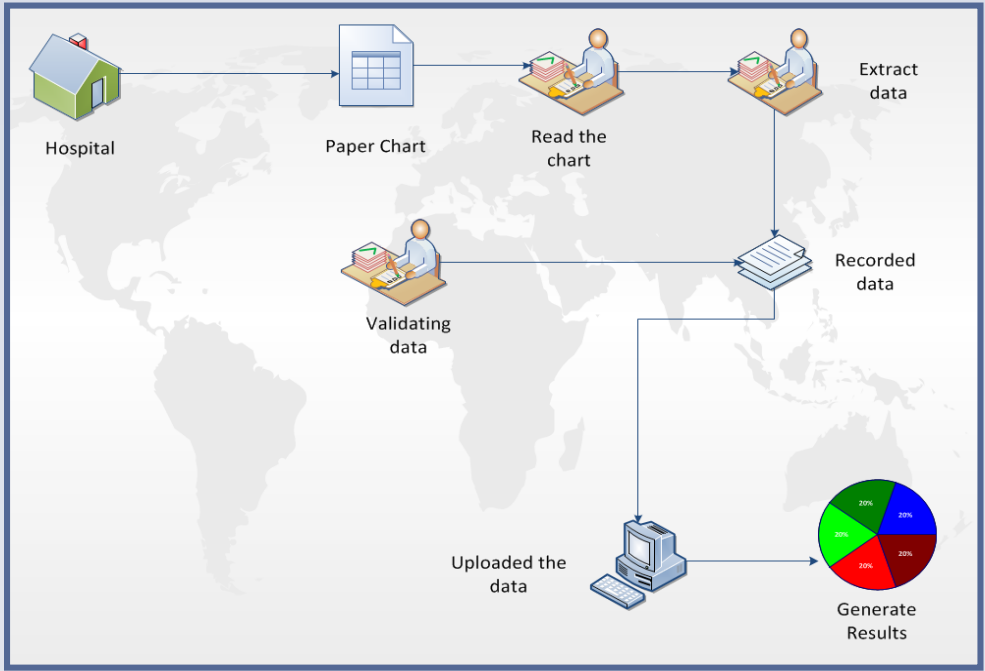 Hospital
Paper Chart
Read the
chart
Extract
data
Validating
data
Recorded
data
Uploaded the
data
20%
20%
20%
20%
20%
Generate
Results